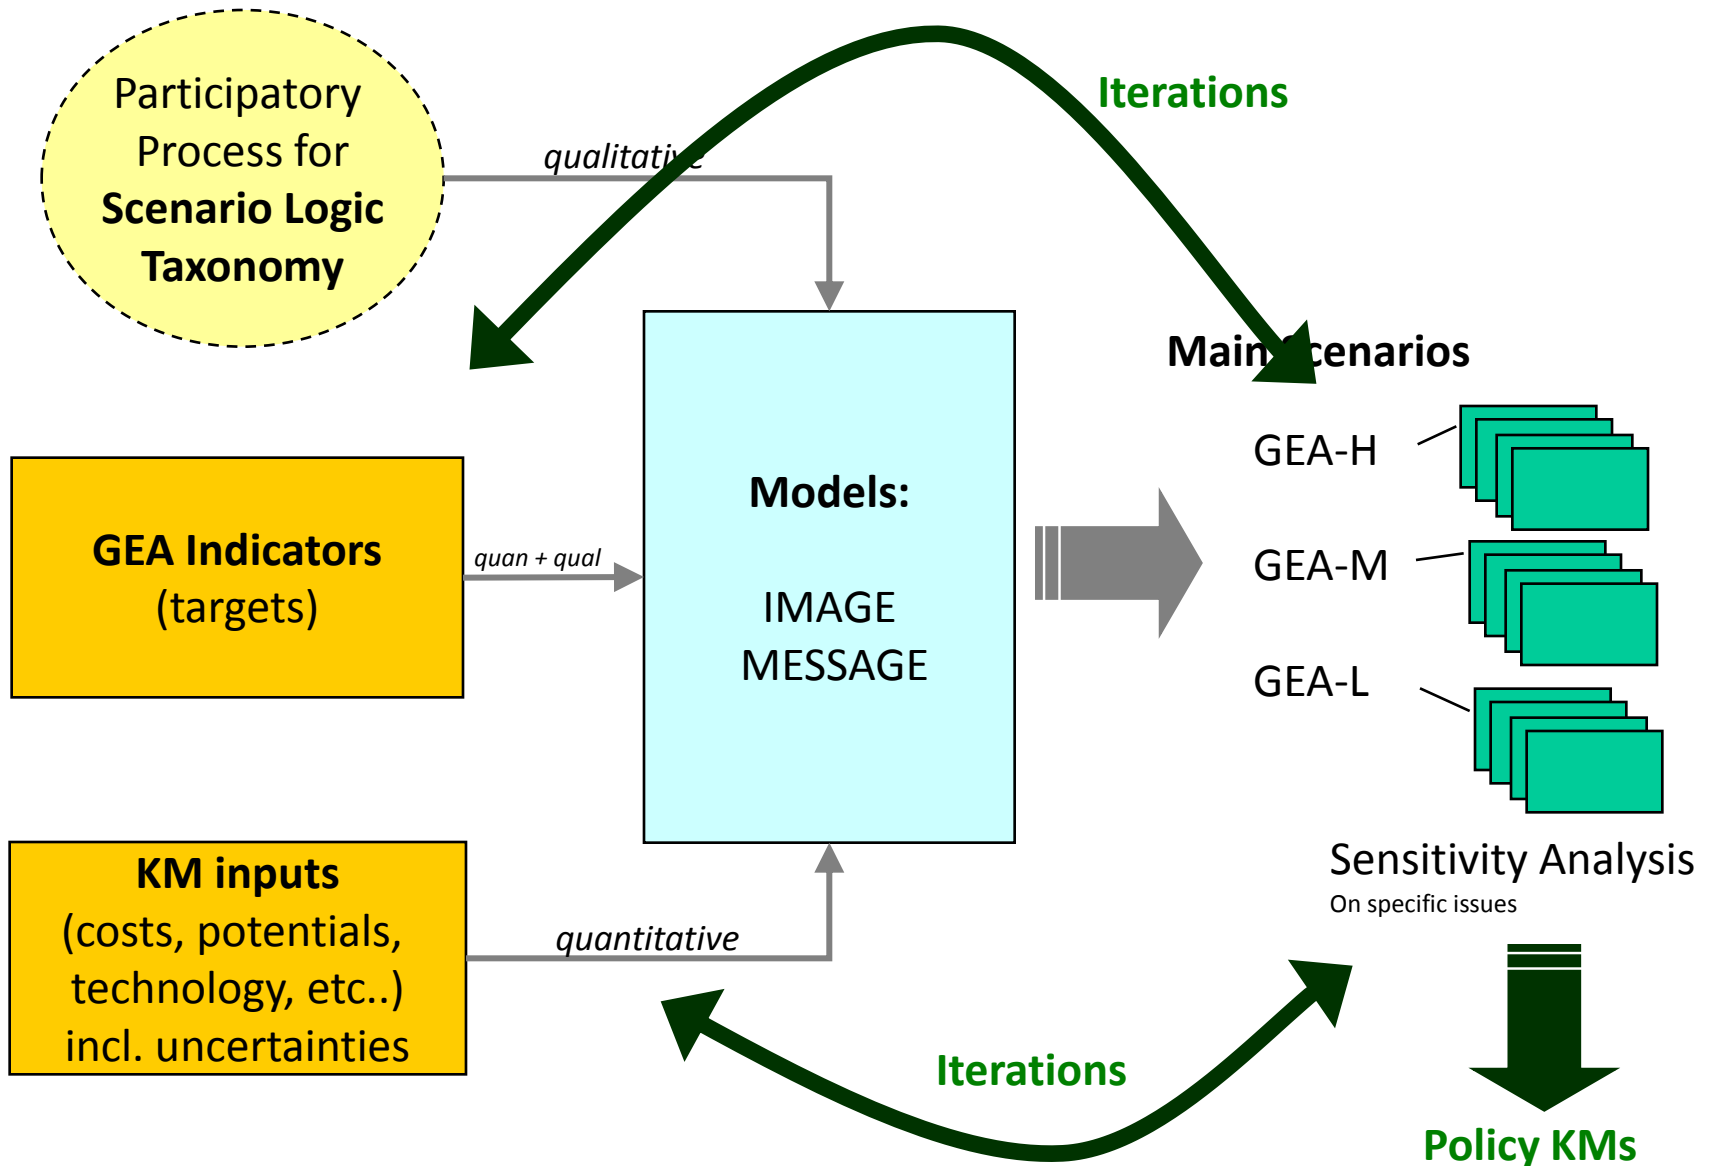 Participatory
Process for
Scenario Logic
Taxonomy
qualitative
Iterations
GEA Indicators
(targets)
quan + qual
Models:
IMAGE
MESSAGE
Main Scenarios
GEA-H
GEA-M
GEA-L
KM inputs
(costs, potentials,
technology, etc..)
incl. uncertainties
quantitative
Sensitivity Analysis
On specific issues
Iterations
Policy KMs